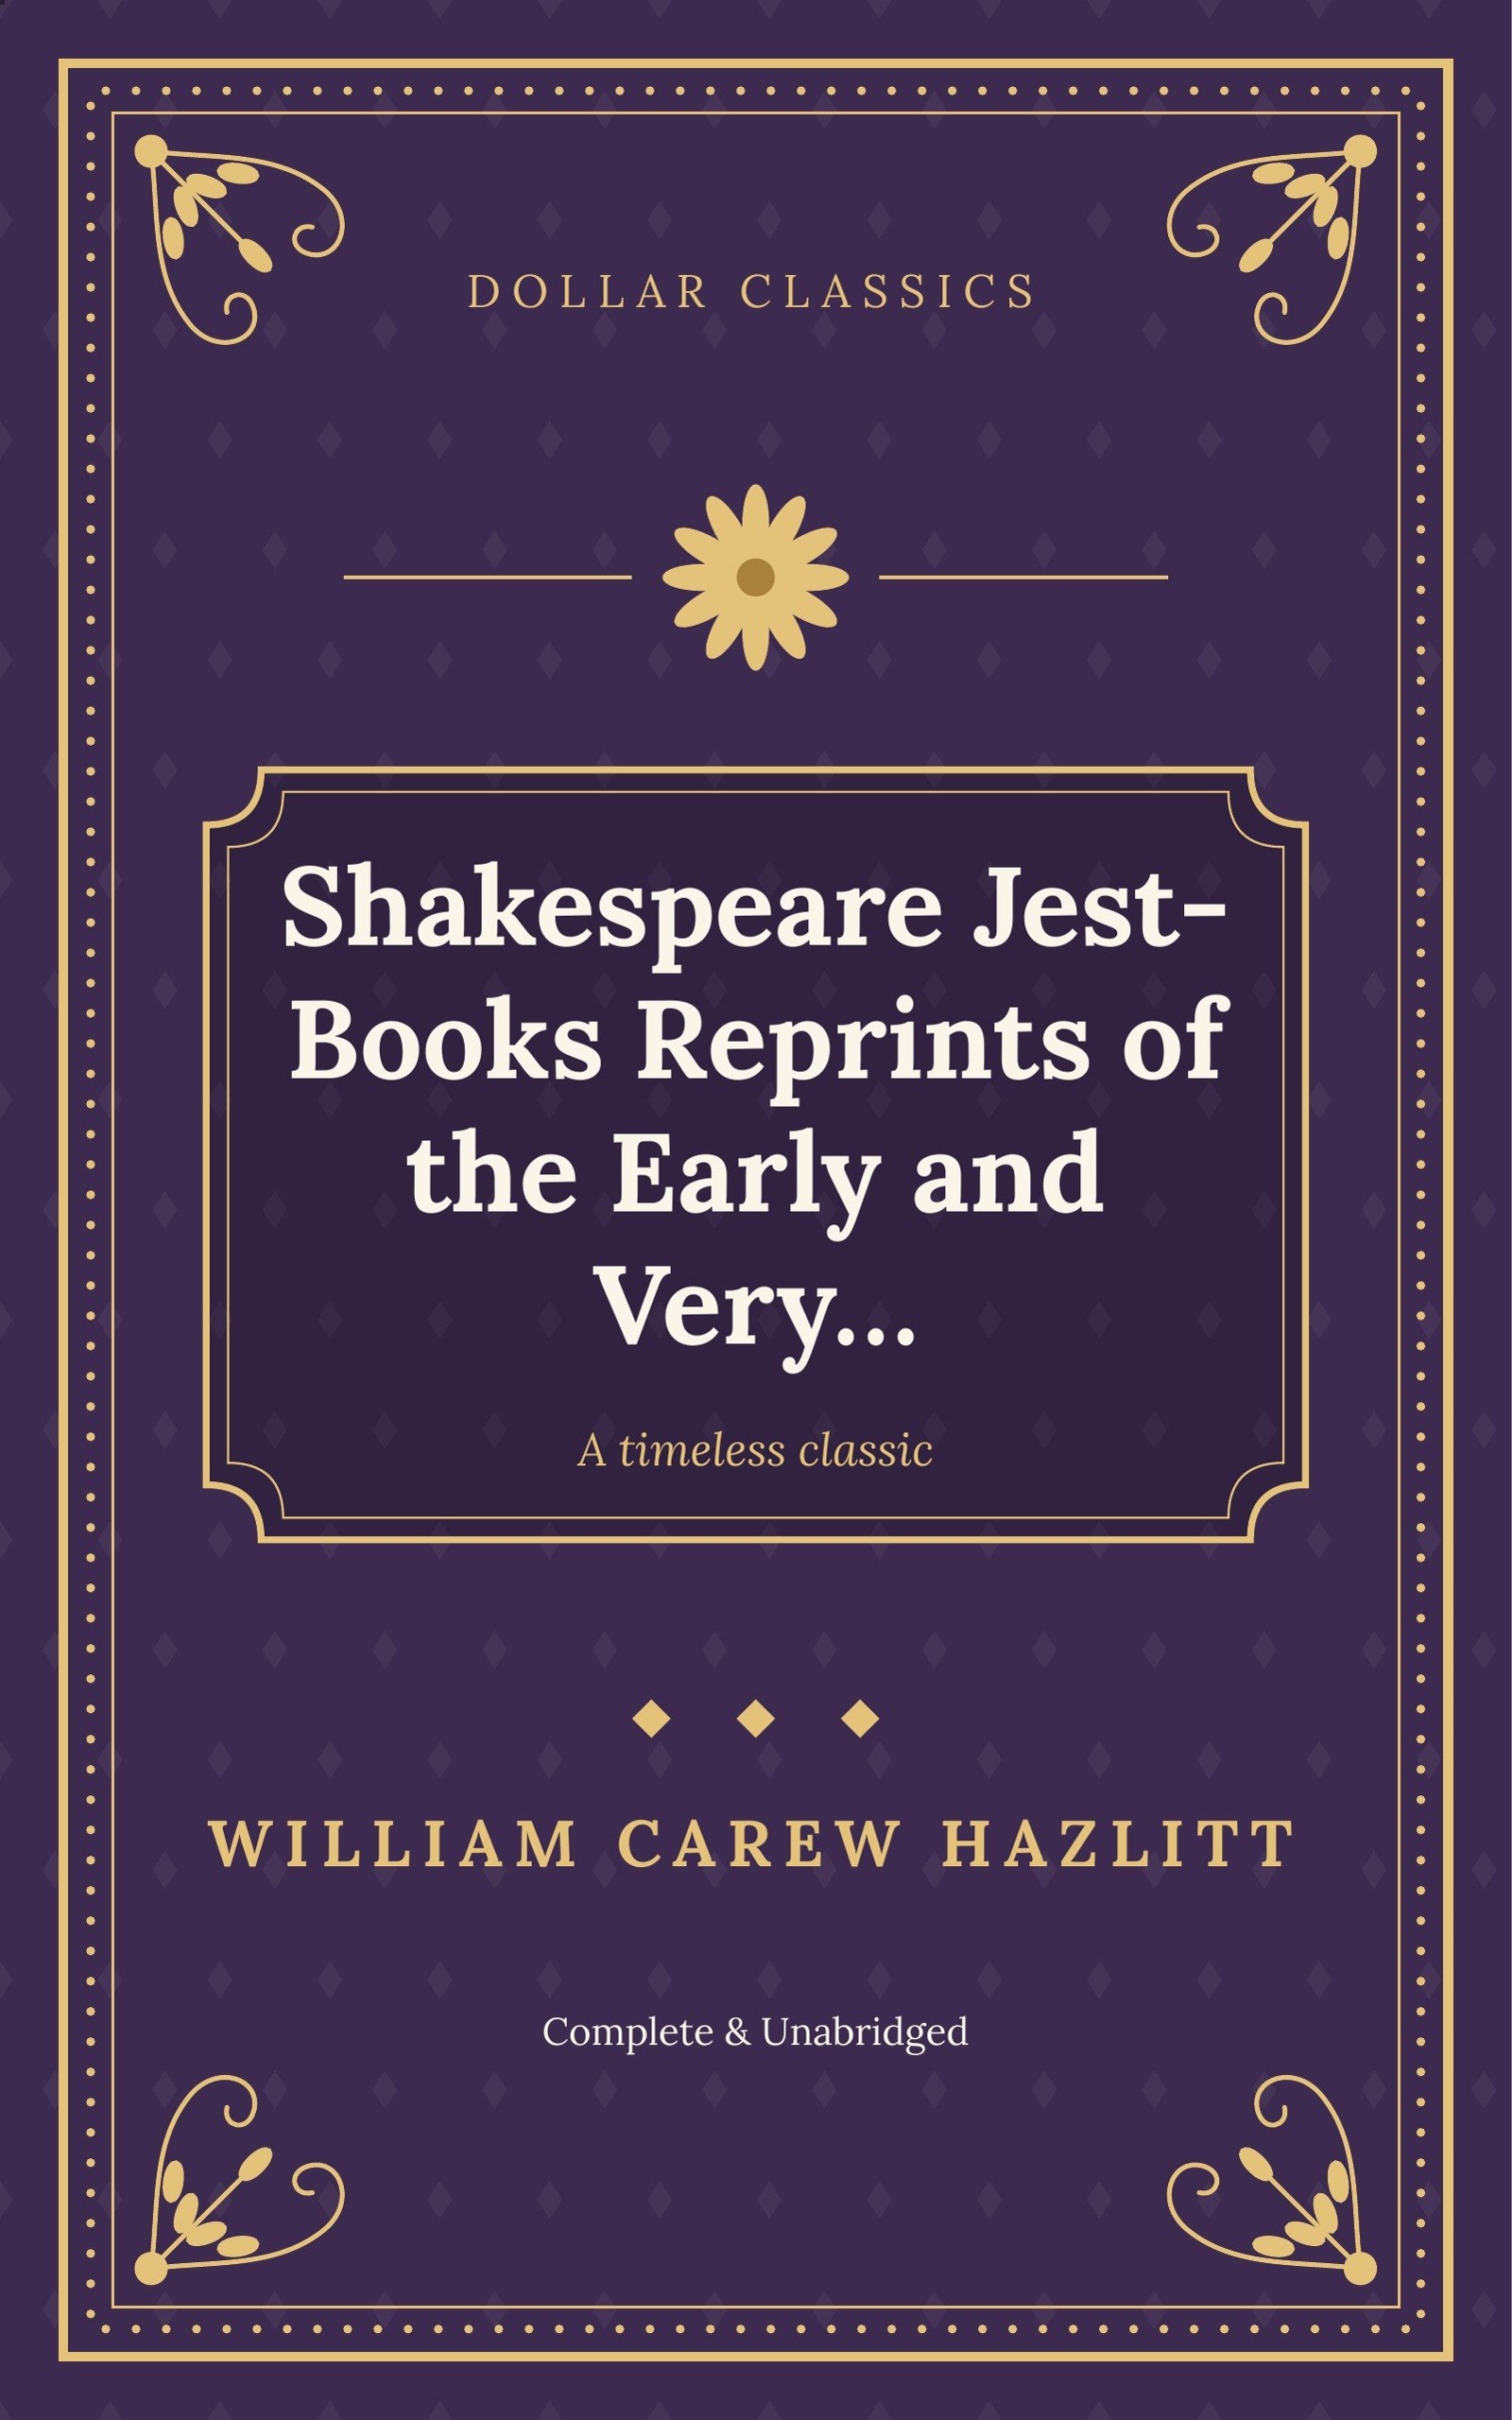 DOLLAR CLASSICS
Shakespeare Jest-
Books Reprints of
the Early and
Very...
A timeless classic
WILLIAM CAREW HAZLITT
Complete & Unabridged